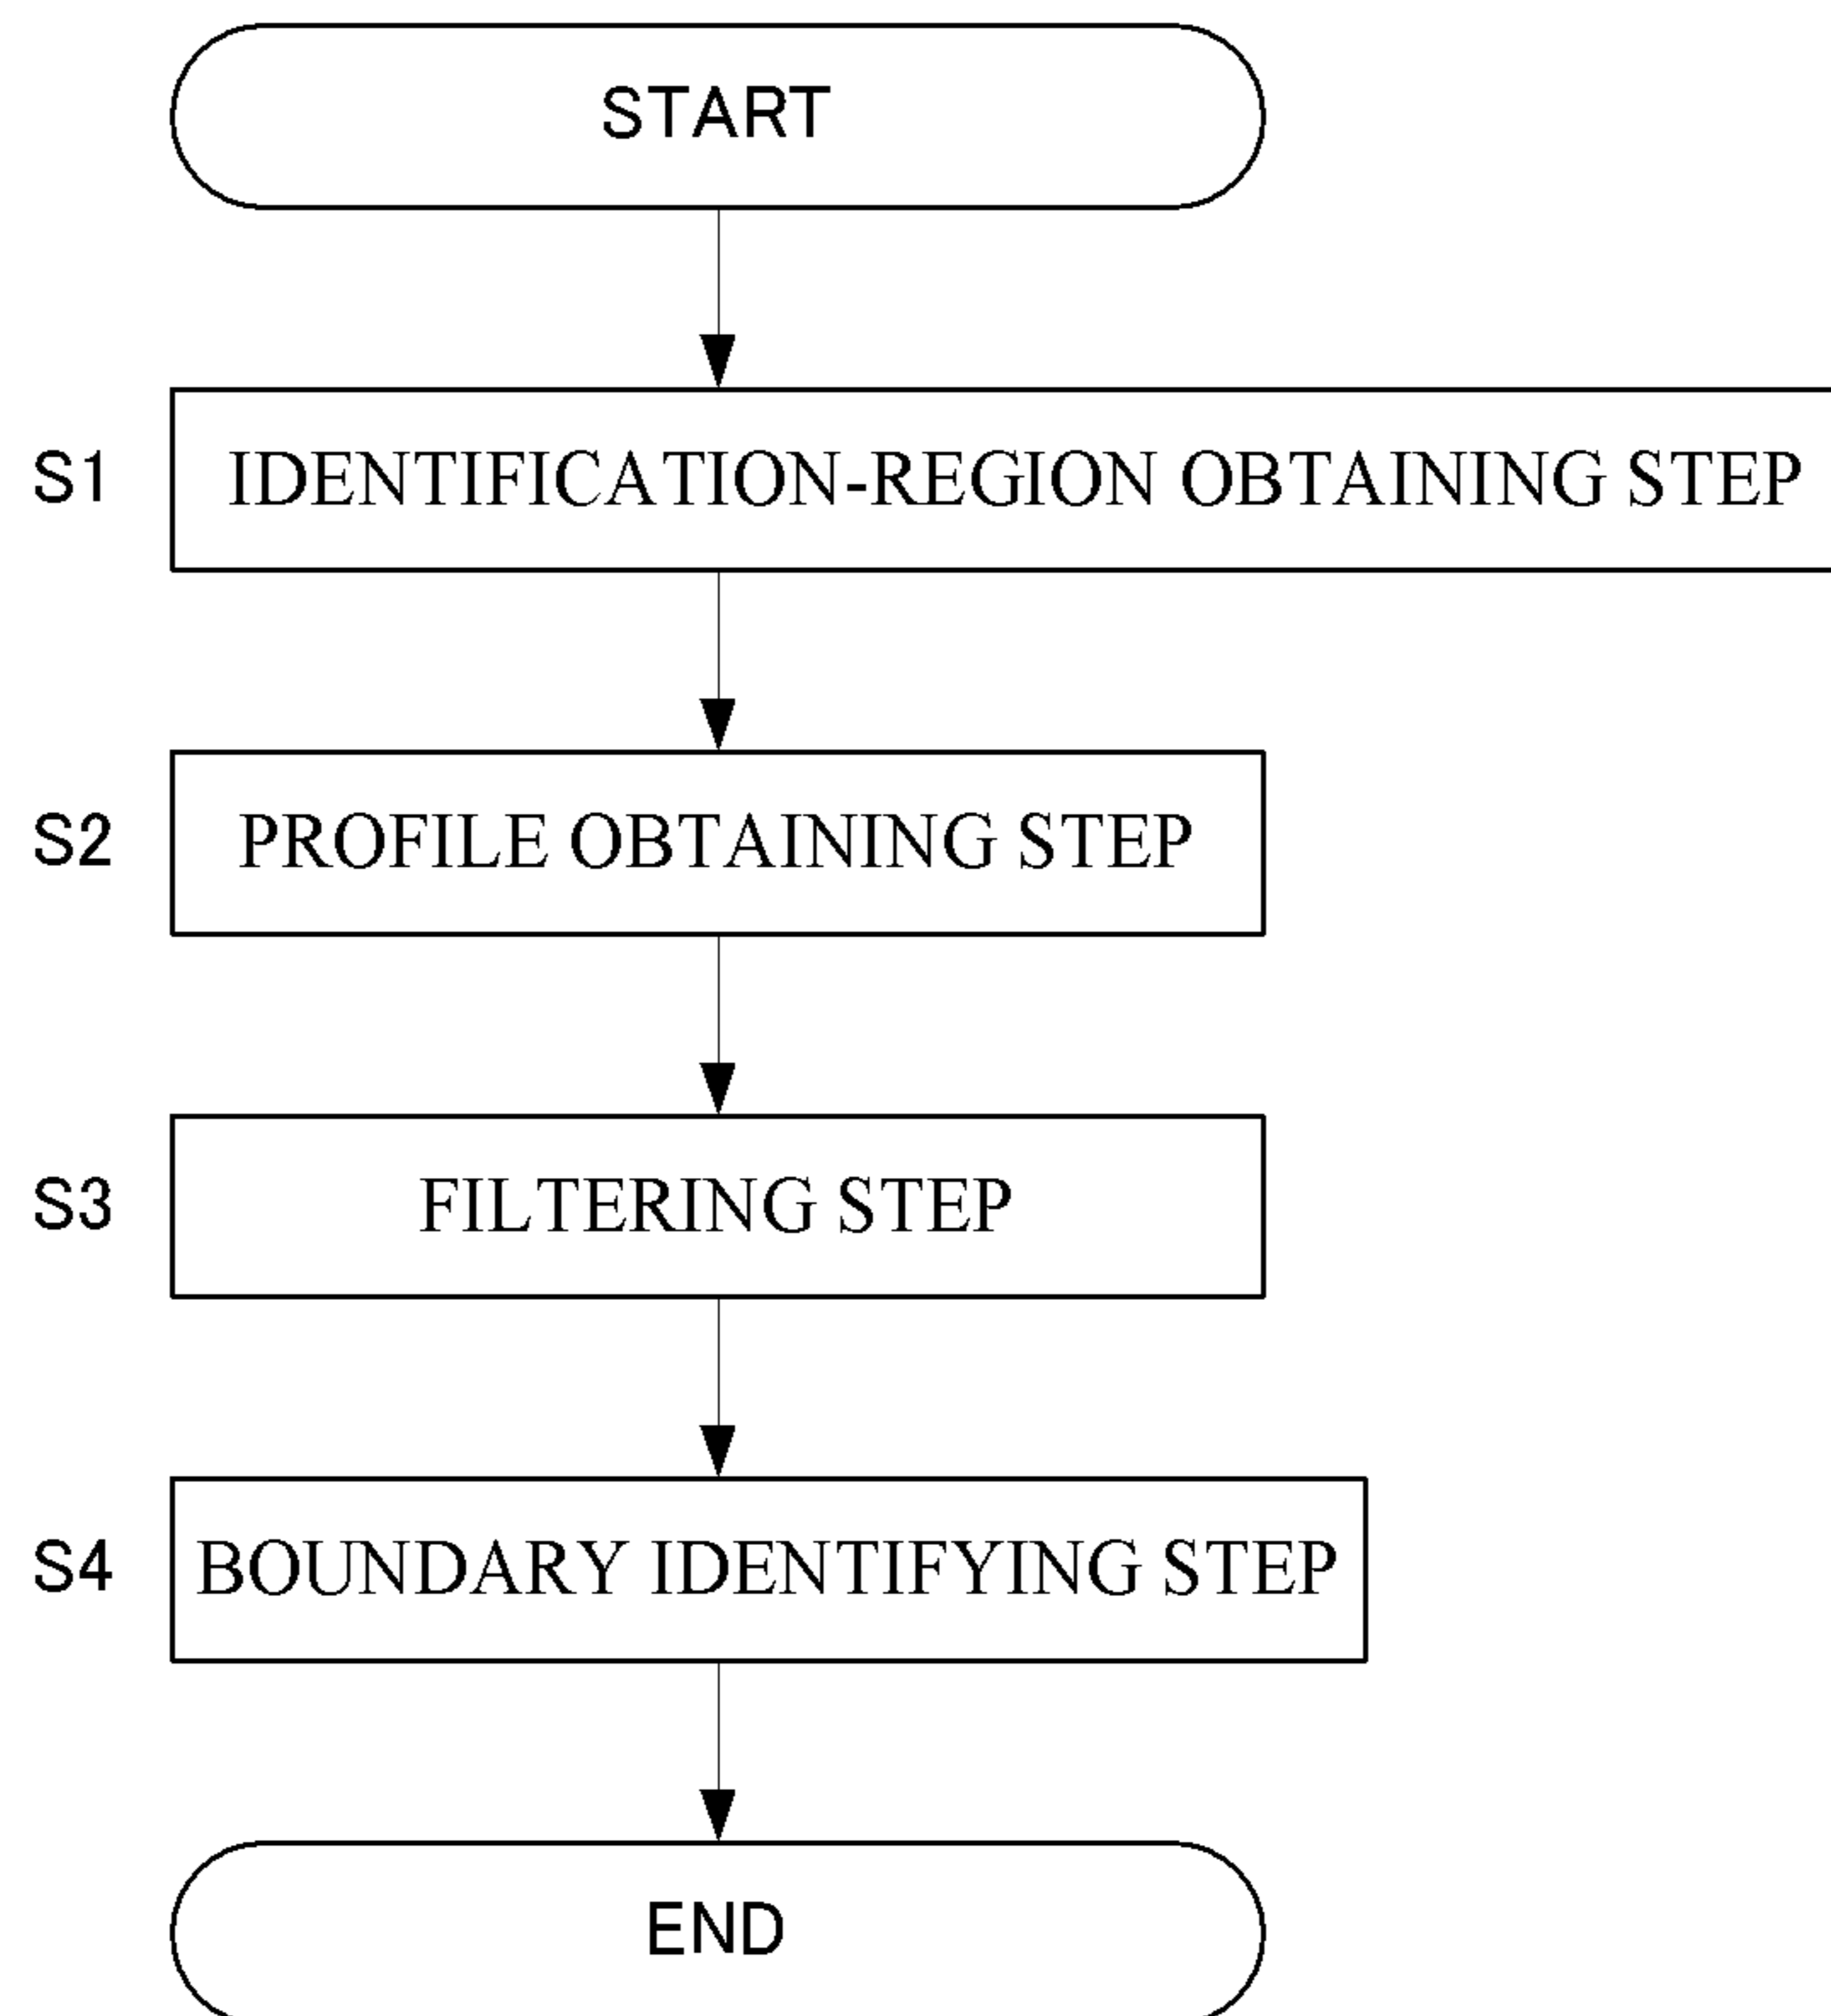 START
S1 IDENTIFICATION-REGION OBTAINING STEP
S2 PROFILE OBTAINING STEP
S3 FILTERING STEP
S4 BOUNDARY IDENTIFYING STEP
END